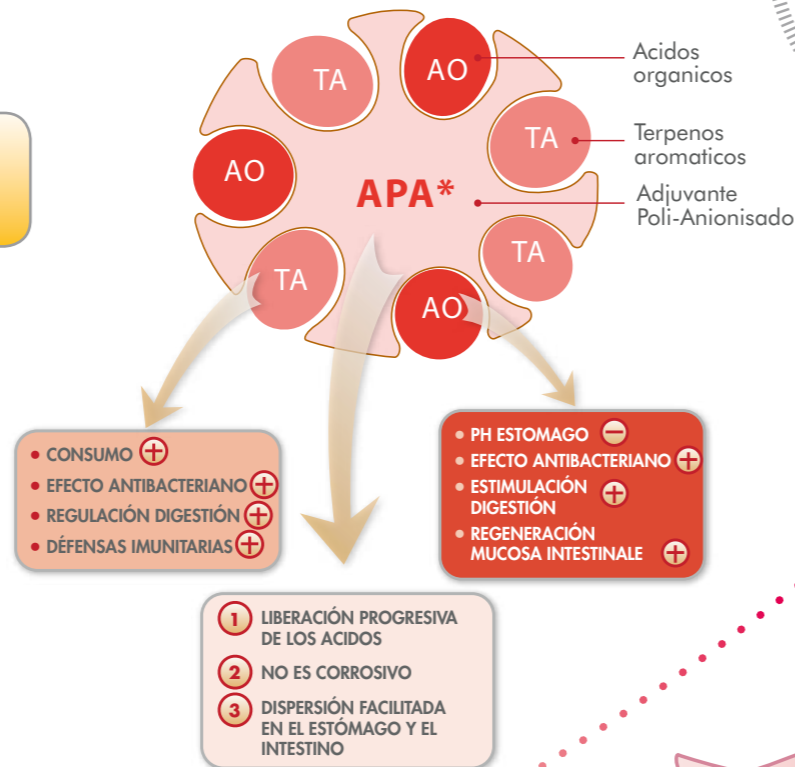 TA
AO
Acidos
organicos
TA
Terpenos
aromaticos
AO
APA*
Adjuvante
Poli-Anionisado
TA
TA
AO
• CONSUMO +
• EFECTO ANTIBACTERIANO +
• REGULACIÓN DIGESTIÓN +
• DÉFENSAS IMUNITARIAS +
• PH ESTOMAGO −
• EFECTO ANTIBACTERIANO +
• ESTIMULACIÓN
DIGESTIÓN +
• REGENERACIÓN
MUCOSA INTESTINALE +
1 LIBERACIÓN PROGRESIVA
DE LOS ACIDOS
2 NO ES CORROSIVO
3 DISPERSIÓN FACILITADA
EN EL ESTÓMAGO Y EL
INTESTINO